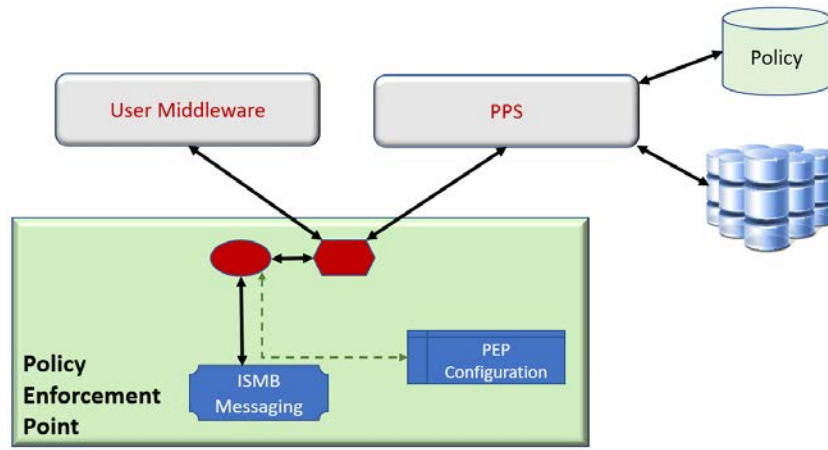 Policy
User Middleware
PPS
PEP
Configuration
ISMB
Messaging
Policy
Enforcement
Point